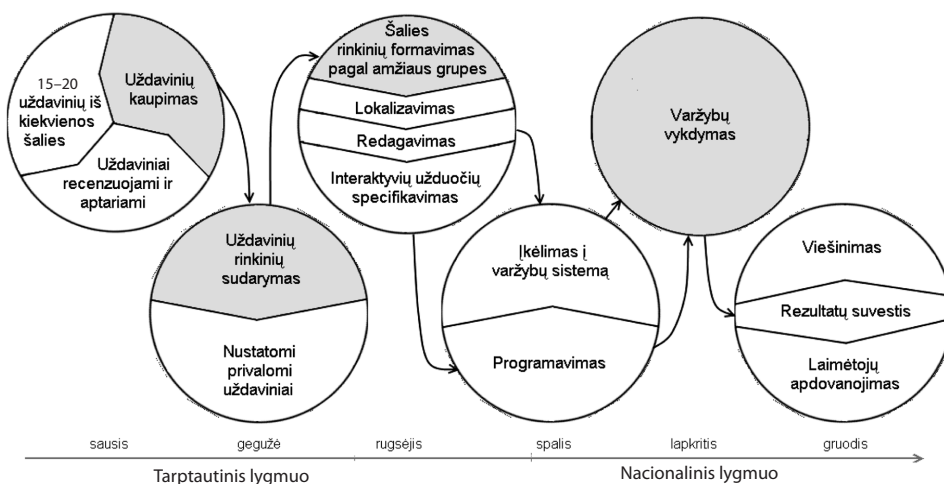 15–20
uždavinių iš
kiekvienos
šalies
Uždavinių
kaupimas
Uždaviniai
recenzuojami ir
aptariami
Uždavinių
rinkinių
sudarymas
Nustatomi
privalomi
uždaviniai
Šalies
rinkinių formavimas
pagal amžiaus grupes
Lokalizavimas
Redagavimas
Interaktyvių užduočių
specifikavimas
Įkėlimas į
varžybų sistemą
Programavimas
Varžybų
vykdymas
Viešinimas
Rezultatų suvestis
Laimėtojų
apdovanojimas
sausis gegužė rugsėjis spalis lapkritis gruodis
Tarptautinis lygmuo Nacionalinis lygmuo